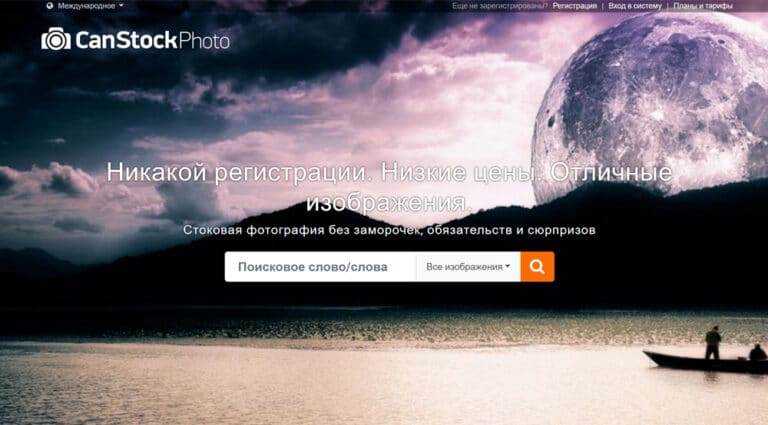 Международное
Еще не зарегистрированы? Регистрация | Вход в систему | Планы и тарифы
CanStockPhoto
Никакой регистрации. Низкие цены. Отличные
изображения.
Стоковая фотография без заморочек, обязательств и сюрпризов
Поисковое слово/слова
Все изображения